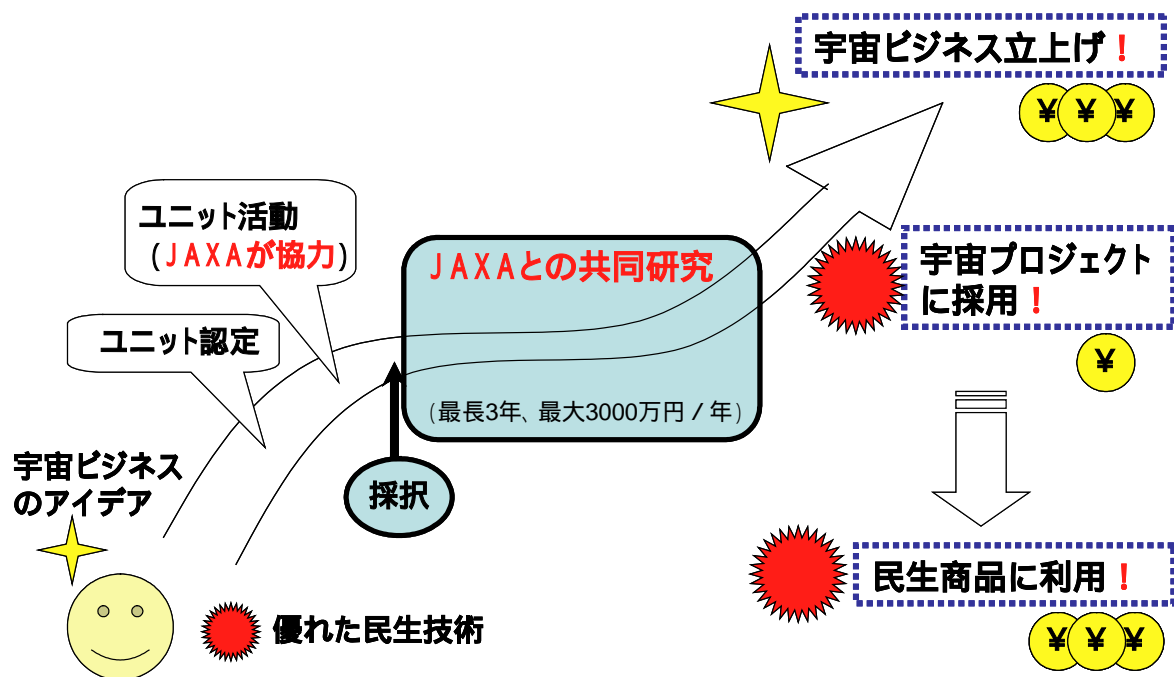 宇宙ビジネス立上げ!
¥ ¥ ¥
ユニット活動
(JAXAが協力)
JAXAとの共同研究
宇宙プロジェクト
に採用!
¥
ユニット認定
(最長3年、最大3000万円/年)
宇宙ビジネス
のアイデア
採択
民生商品に利用!
¥ ¥ ¥
優れた民生技術